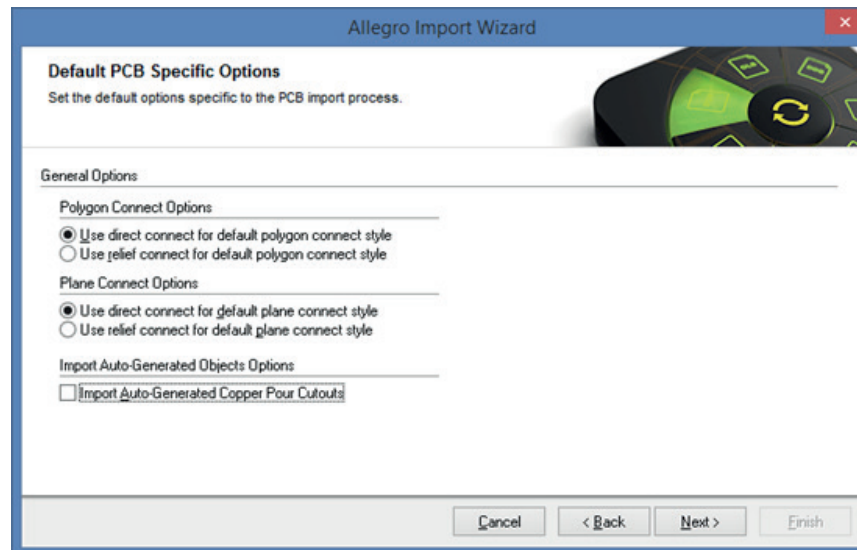 Allegro Import Wizard
Default PCB Specific Options
Set the default options specific to the PCB import process.
General Options
Polygon Connect Options
Use direct connect for default polygon connect style
Use relief connect for default polygon connect style
Plane Connect Options
Use direct connect for default plane connect style
Use relief connect for default plane connect style
Import Auto-Generated Objects Options
Import Auto-Generated Copper Pour Cutouts
Cancel
< Back
Next >
Finish